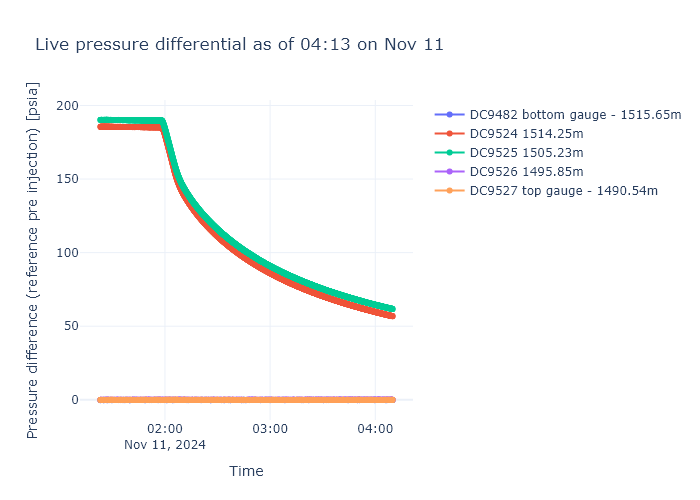 Live pressure differential as of 04:13 on Nov 11
Pressure difference (reference pre injection) [psia]
200
150
100
50
0
02:00
Nov 11, 2024
03:00
04:00
Time
DC9482 bottom gauge - 1515.65m
DC9524 1514.25m
DC9525 1505.23m
DC9526 1495.85m
DC9527 top gauge - 1490.54m